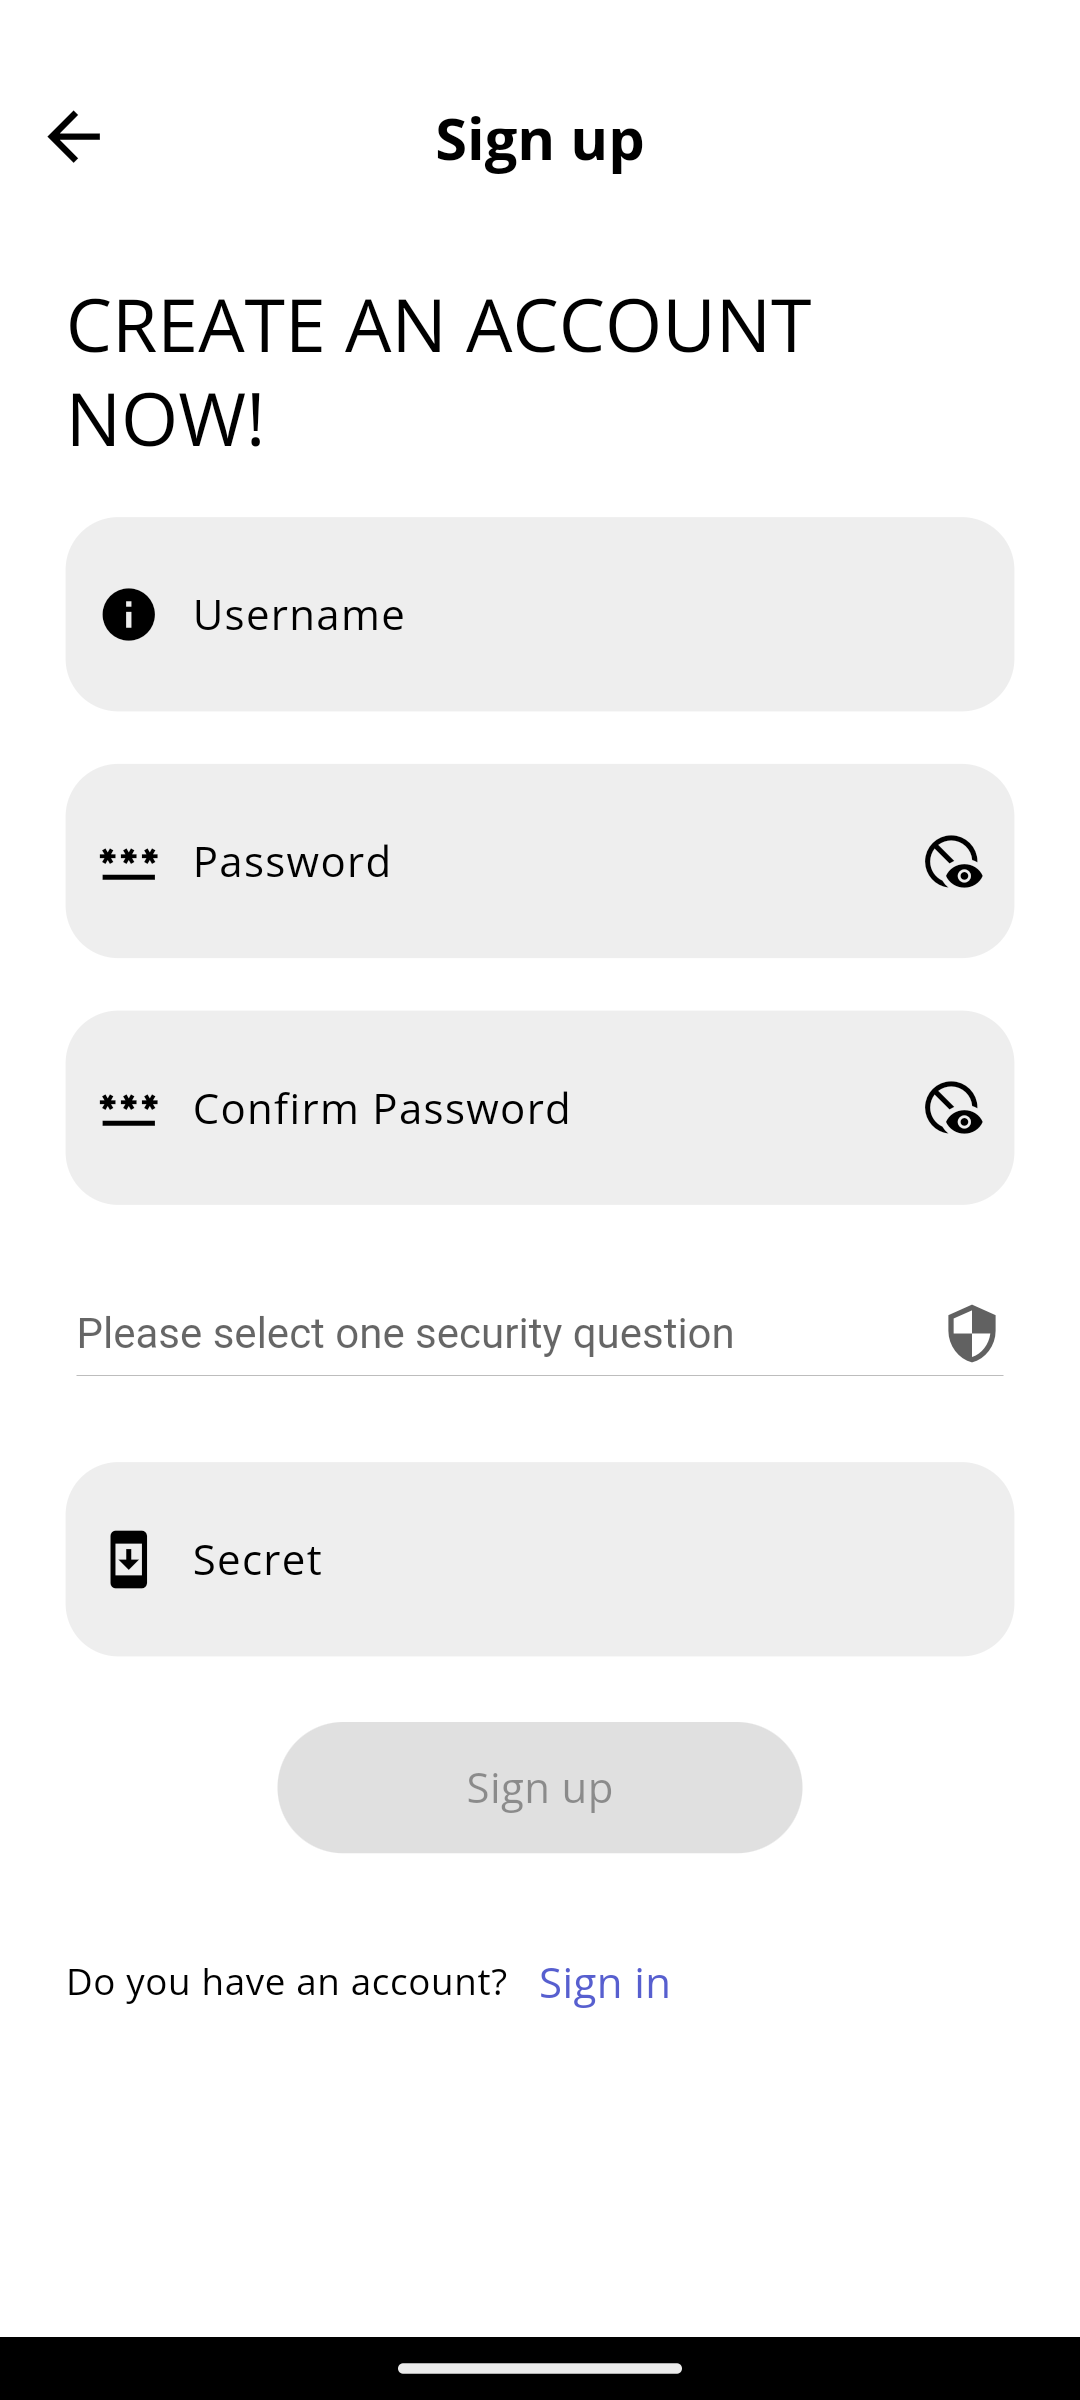 Sign up
CREATE AN ACCOUNT
NOW!
Username
Password
Confirm Password
Please select one security question
Secret
Sign up
Do you have an account? Sign in